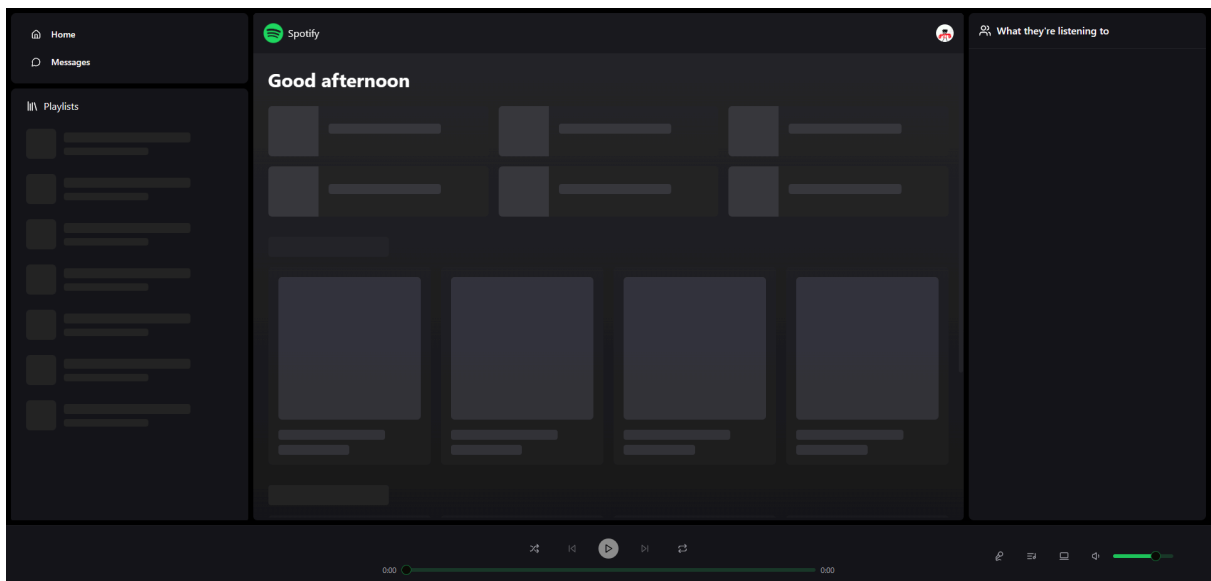 Home
Messages
Playlists
Spotify
Good afternoon
What they're listening to
0:00
0:00